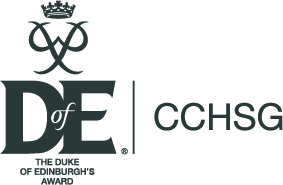 DofE®
THE DUKE
OF EDINBURGH'S
AWARD
CCHSG